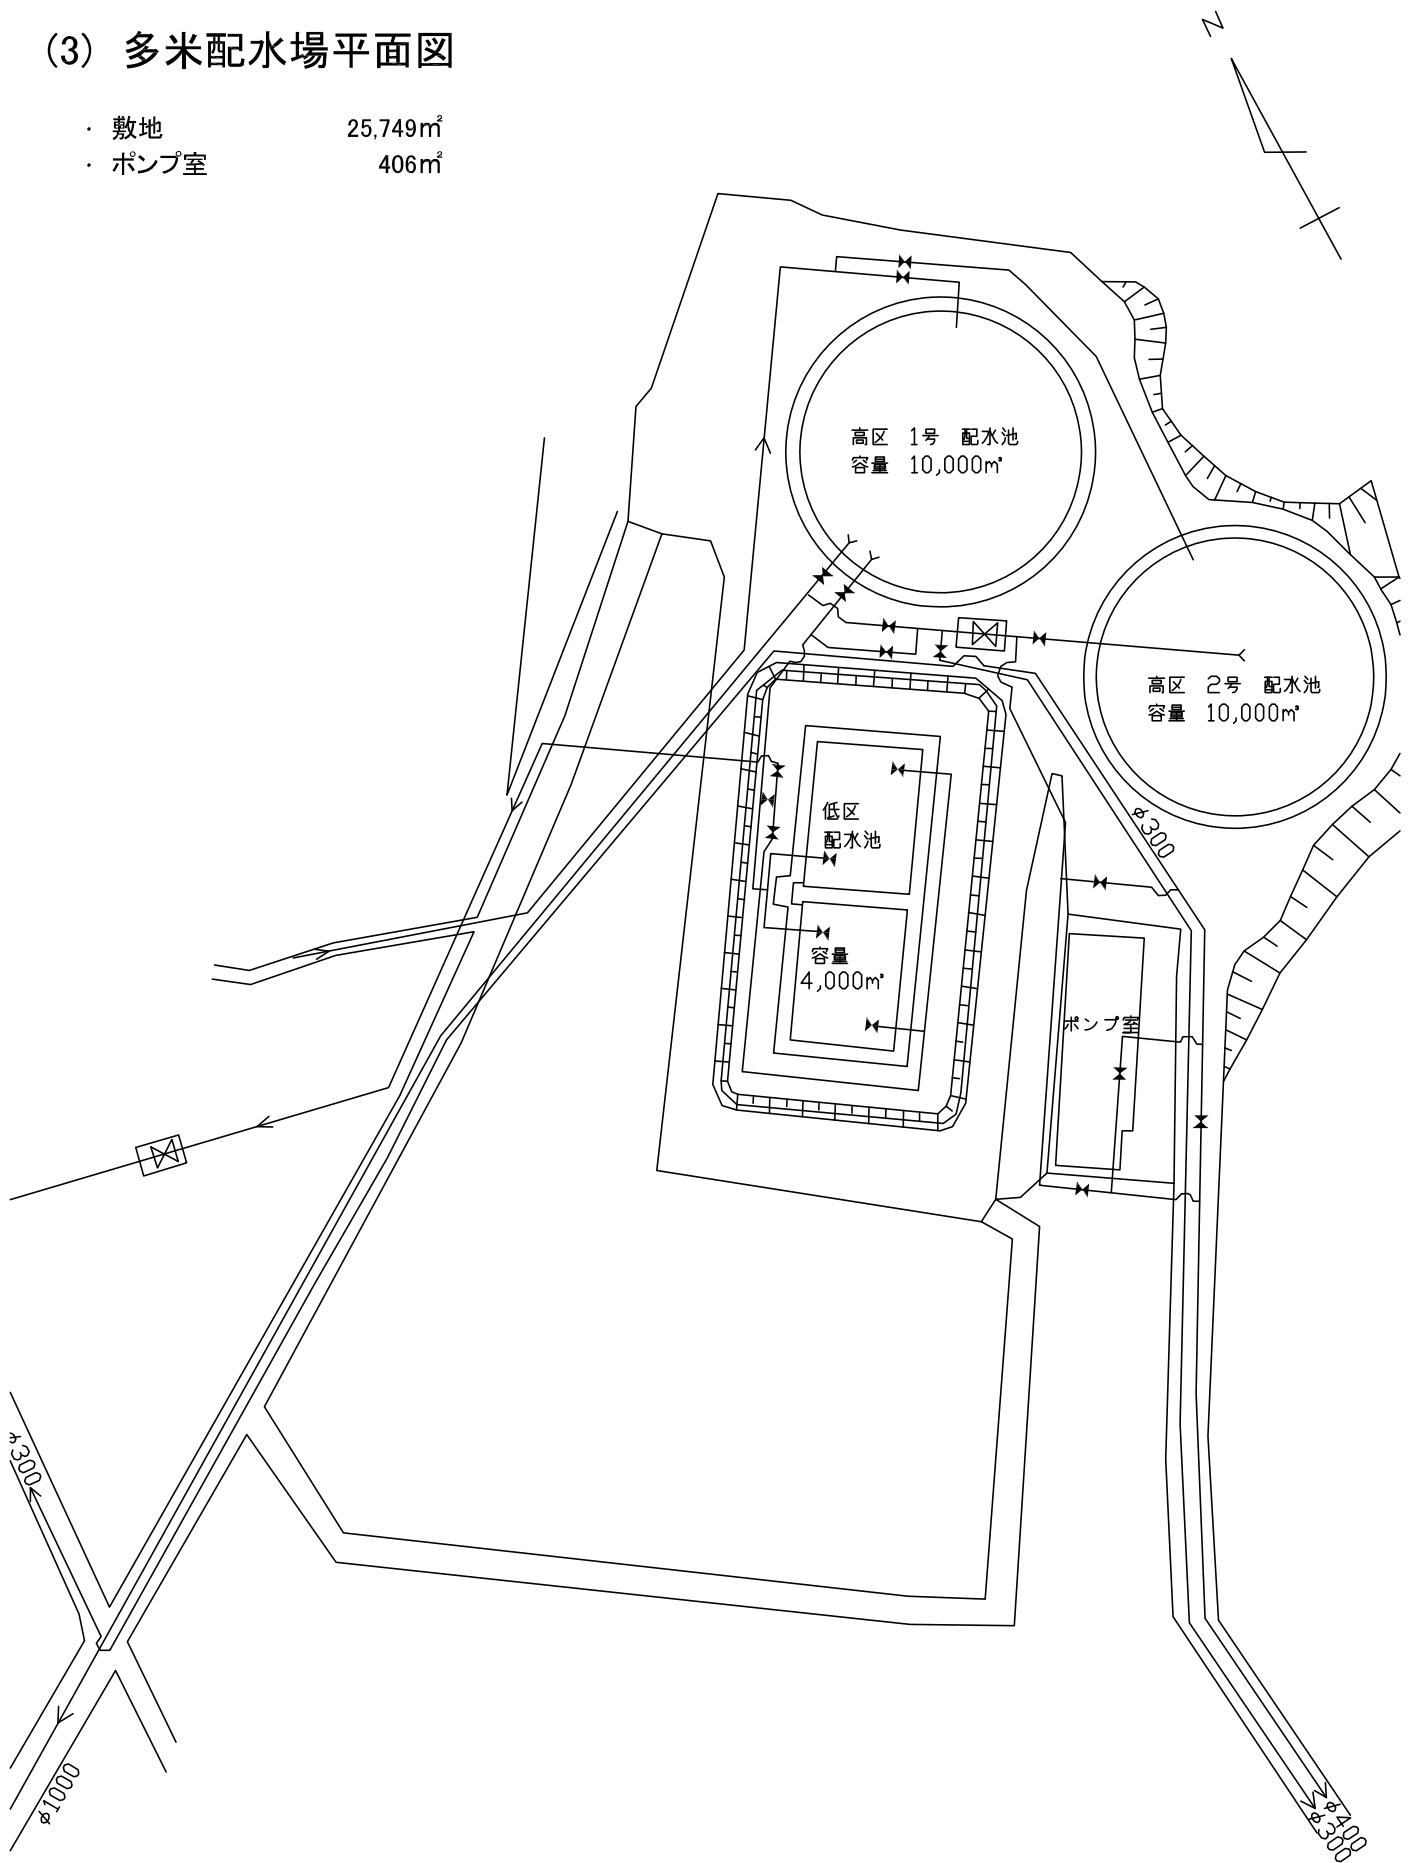 (3) 多米配水場平面図
N
・ 敷地 25,749㎡
・ ポンプ室 406㎡
高区 1号 配水池
容量 10,000m³
高区 2号 配水池
容量 10,000m³
低区
配水池
φ300
容量
4,000m³
ポンプ室
φ300
φ1000
φ400
φ300